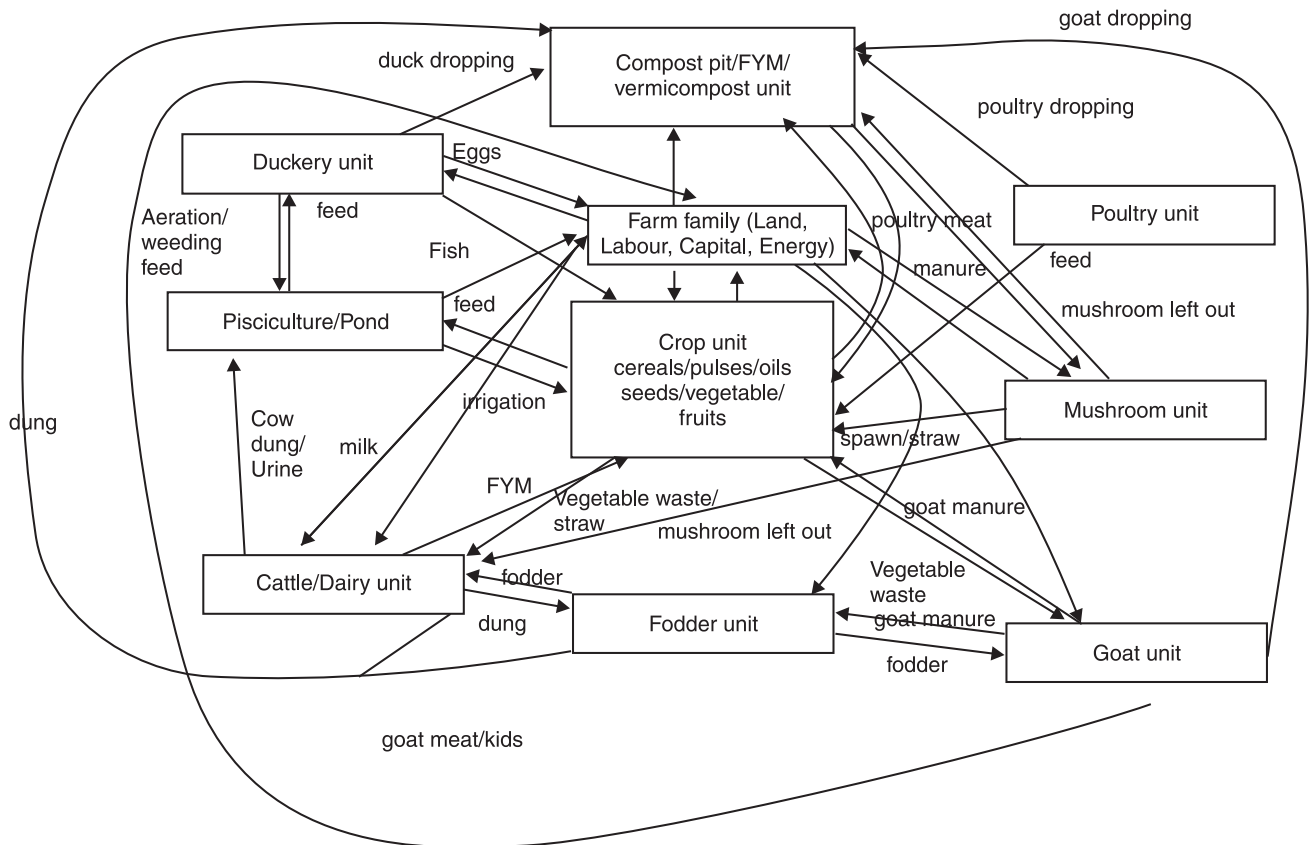 goat dropping
Compost pit/FYM/
vermicompost unit
duck dropping
poultry dropping
Duckery unit
Eggs
Aeration/
weeding
feed
feed
Farm family (Land,
Labour, Capital, Energy)
poultry meat
Poultry unit
Fish
manure
feed
feed
Pisciculture/Pond
mushroom left out
Crop unit
cereals/pulses/oils
seeds/vegetable/
fruits
dung
Cow
dung/
Urine
milk
irrigation
Mushroom unit
spawn/straw
FYM
Vegetable waste/
straw
mushroom left out
goat manure
Cattle/Dairy unit
fodder
dung
Fodder unit
Vegetable
waste
goat manure
fodder
Goat unit
goat meat/kids